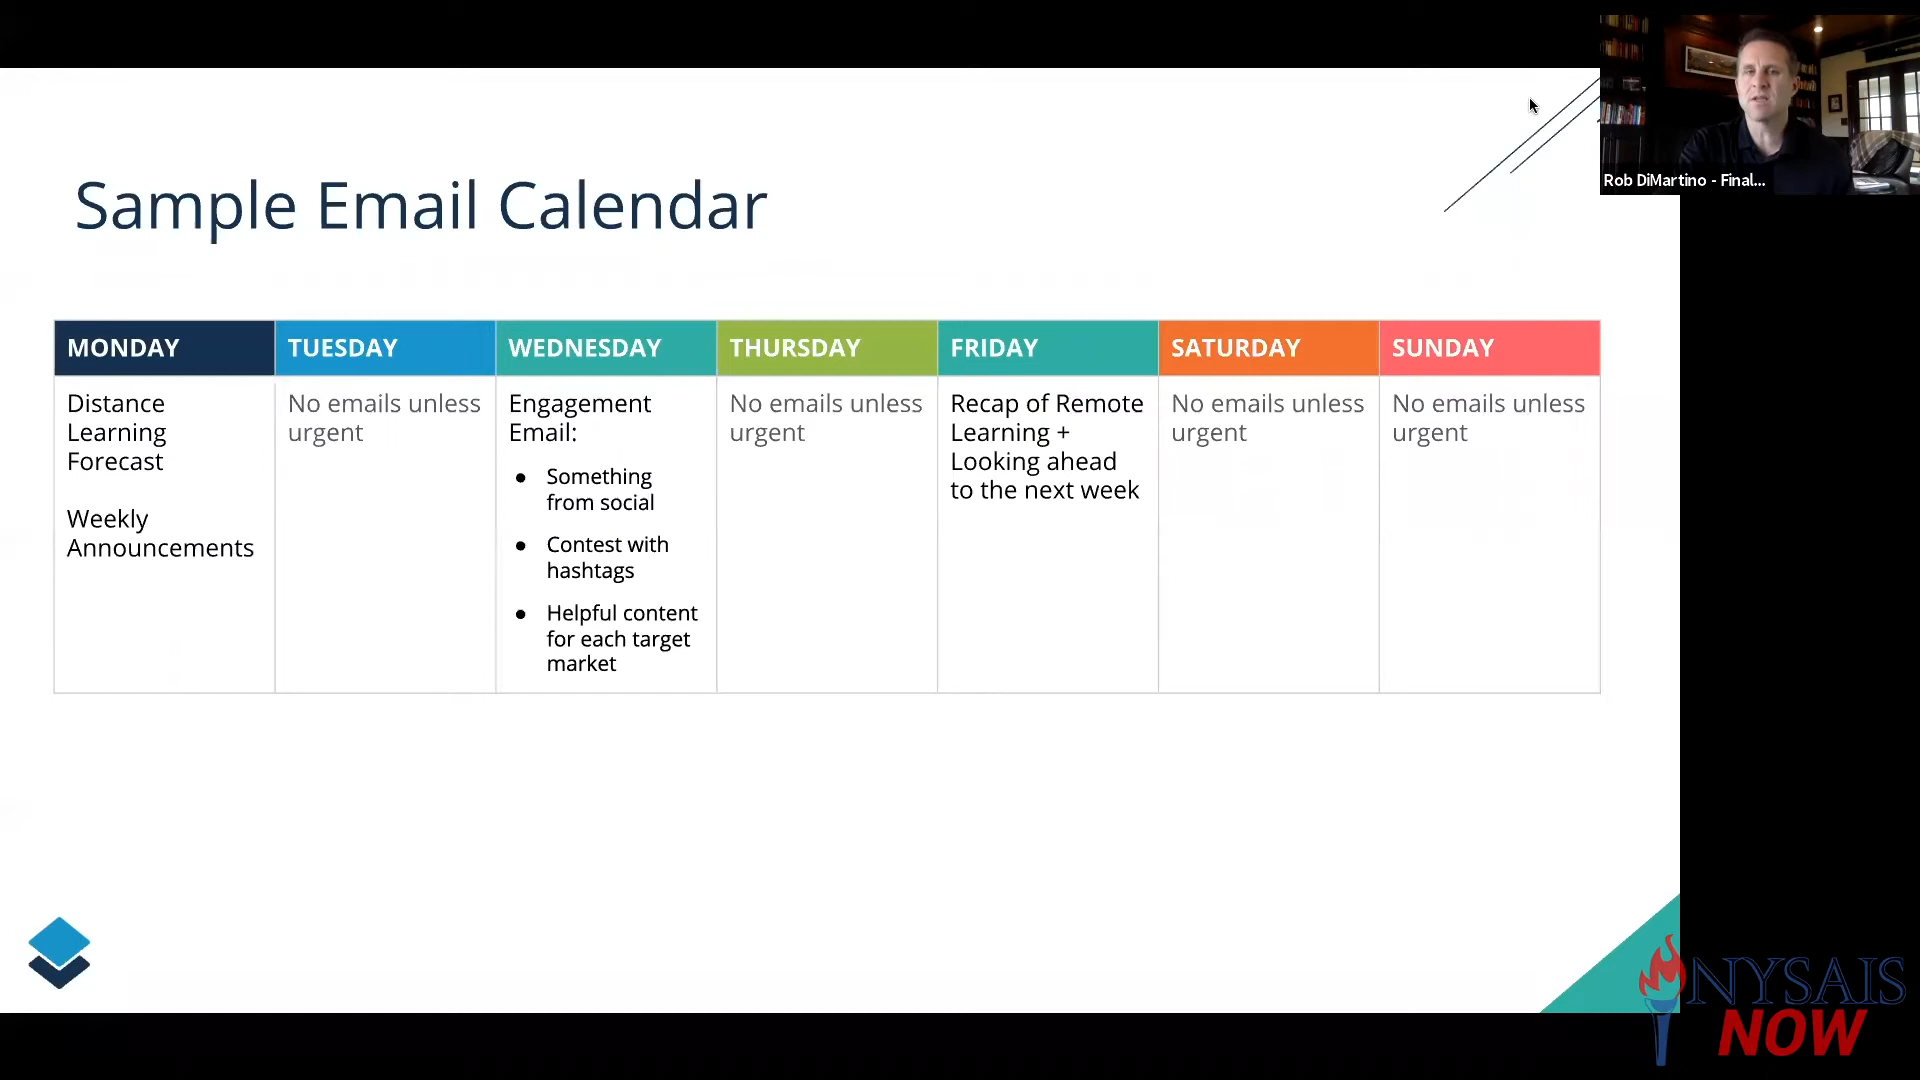 Rob DiMartino - Final...
Sample Email Calendar
MONDAY
TUESDAY
WEDNESDAY
THURSDAY
FRIDAY
SATURDAY
SUNDAY
Distance
Learning
Forecast
Weekly
Announcements
No emails unless
urgent
Engagement
Email:
● Something
from social
● Contest with
hashtags
● Helpful content
for each target
market
No emails unless
urgent
Recap of Remote
Learning +
Looking ahead
to the next week
No emails unless
urgent
No emails unless
urgent
NYSAIS
NOW